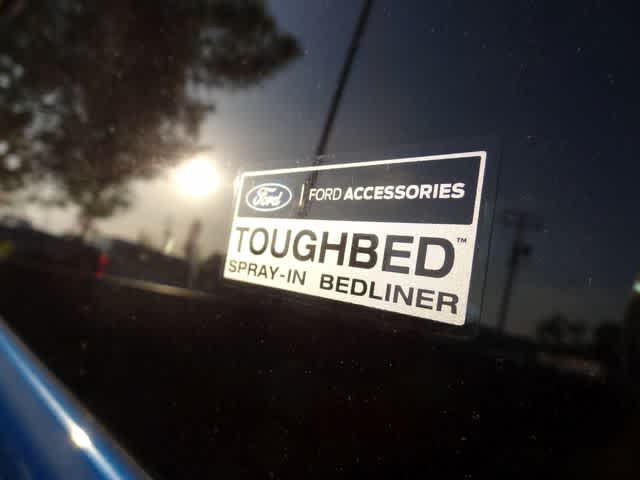 Ford | FORD ACCESSORIES
TOUGHBED™
SPRAY-IN BEDLINER